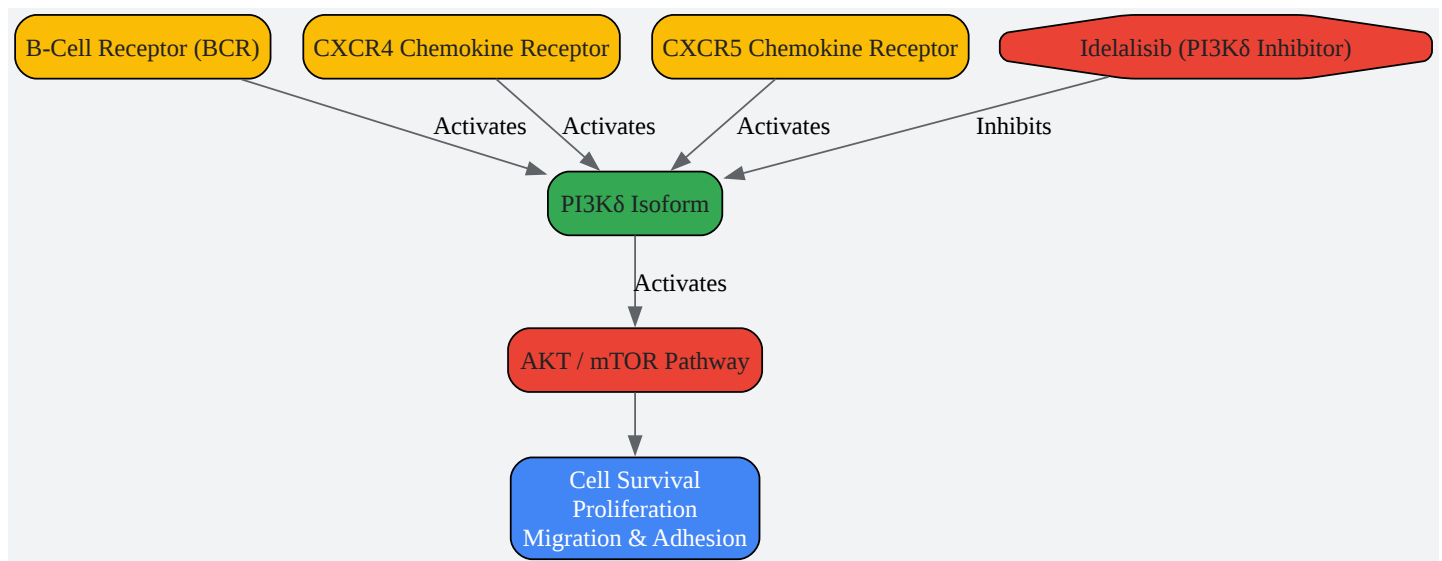 B-Cell Receptor (BCR)
CXCR4 Chemokine Receptor
CXCR5 Chemokine Receptor
Idelalisib (PI3Kδ Inhibitor)
Activates
Activates
Activates
Inhibits
PI3Kδ Isoform
Activates
AKT / mTOR Pathway
Cell Survival
Proliferation
Migration & Adhesion